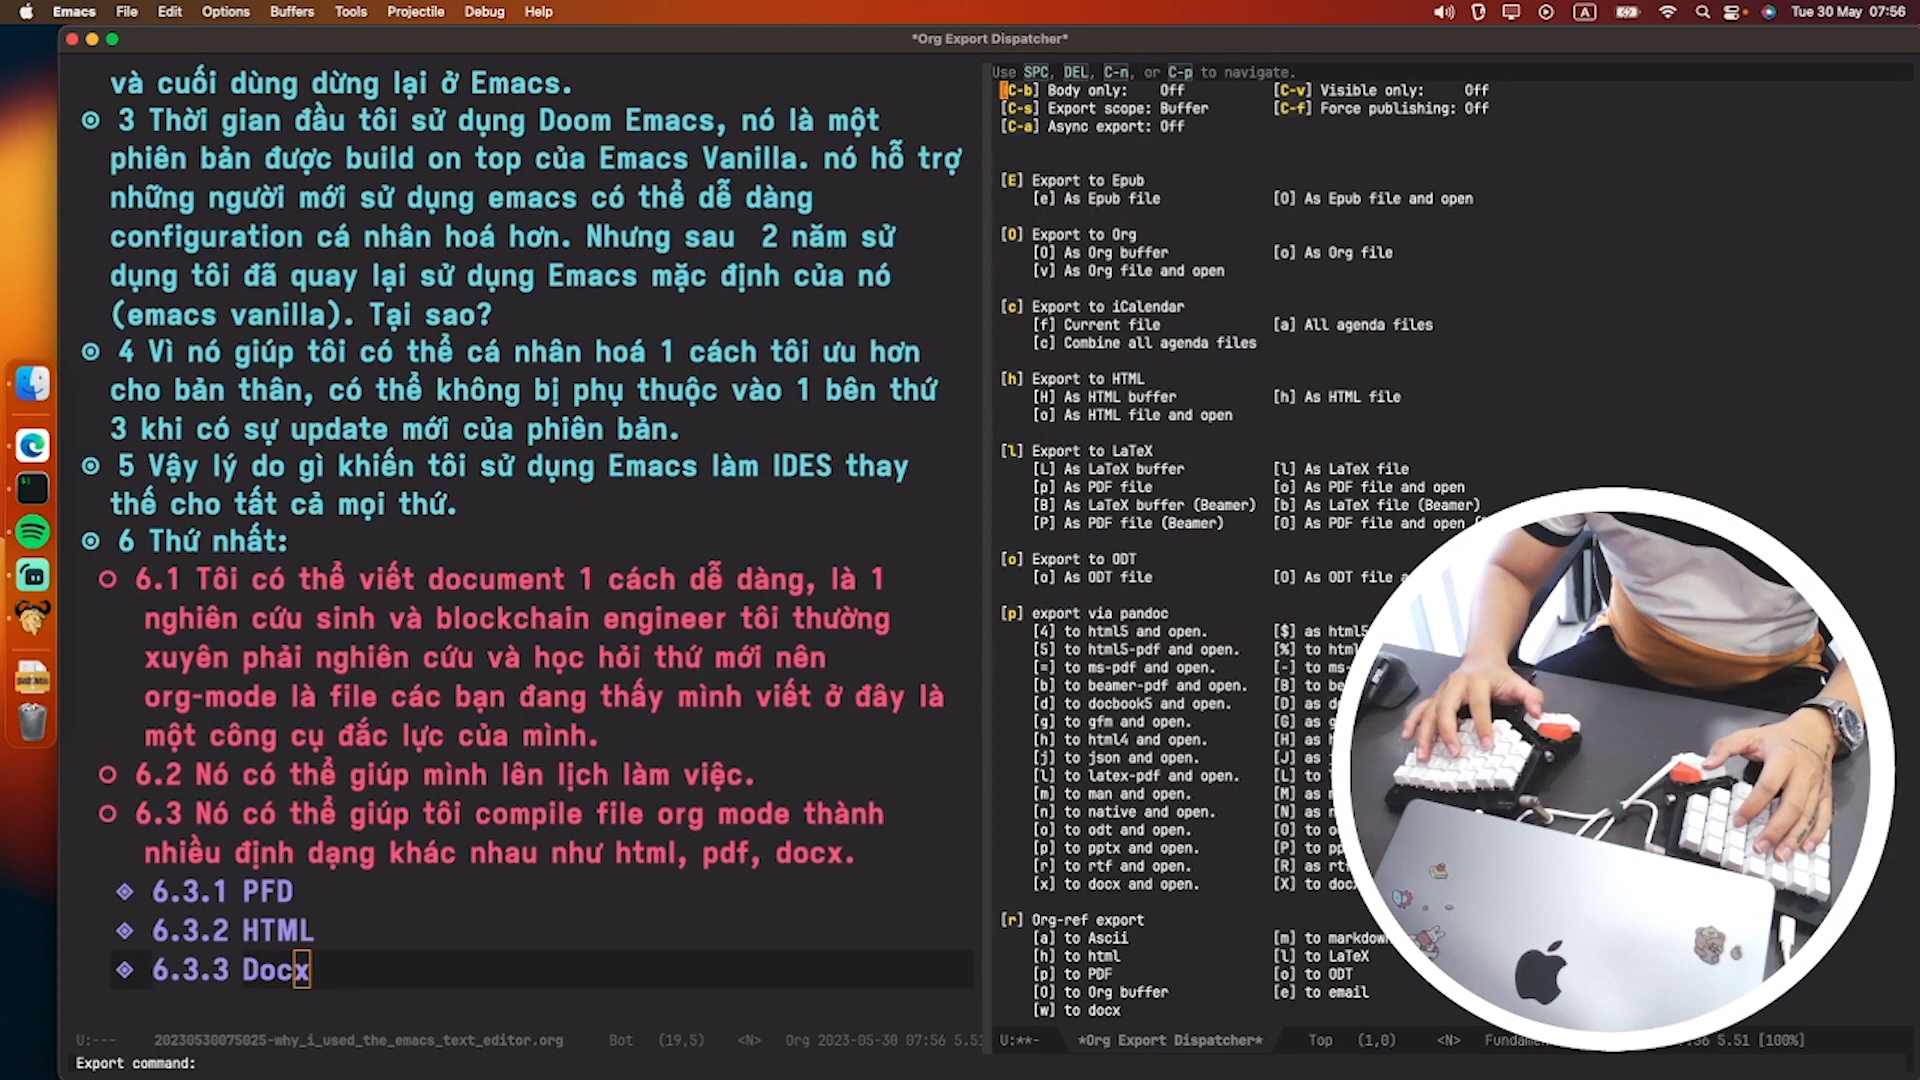 Emacs File Edit Options Buffers Tools Projectile Debug Help
A
Tue 30 May 07:56
*Org Export Dispatcher*
và cuối dùng dừng lại ở Emacs.
3 Thời gian đầu tôi sử dụng Doom Emacs, nó là một
phiên bản được build on top của Emacs Vanilla. nó hỗ trợ
những người mới sử dụng emacs có thể dễ dàng
configuration cá nhân hoá hơn. Nhưng sau 2 năm sử
dụng tôi đã quay lại sử dụng Emacs mặc định của nó
(emacs vanilla). Tại sao?
4 Vì nó giúp tôi có thể cá nhân hoá 1 cách tôi ưu hơn
cho bản thân, có thể không bị phụ thuộc vào 1 bên thứ
3 khi có sự update mới của phiên bản.
5 Vậy lý do gì khiến tôi sử dụng Emacs làm IDES thay
thế cho tất cả mọi thứ.
6 Thứ nhất:
6.1 Tôi có thể viết document 1 cách dễ dàng, là 1
nghiên cứu sinh và blockchain engineer tôi thường
xuyên phải nghiên cứu và học hỏi thứ mới nên
org-mode là file các bạn đang thấy mình viết ở đây là
một công cụ đắc lực của mình.
6.2 Nó có thể giúp mình lên lịch làm việc.
6.3 Nó có thể giúp tôi compile file org mode thành
nhiều định dạng khác nhau như html, pdf, docx.
6.3.1 PFD
6.3.2 HTML
6.3.3 Docx
U:--- 20230530075025-why_i_used_the_emacs_text_editor.org Bot (19,5) <N> Org 2023-05-30 07:56 5.51
Export command:
Use SPC, DEL, C-n, or C-p to navigate.
[C-b] Body only: Off [C-v] Visible only: Off
[C-s] Export scope: Buffer [C-f] Force publishing: Off
[C-a] Async export: Off
[E] Export to Epub
[e] As Epub file [O] As Epub file and open
[O] Export to Org
[O] As Org buffer [o] As Org file
[v] As Org file and open
[c] Export to iCalendar
[f] Current file [a] All agenda files
[c] Combine all agenda files
[h] Export to HTML
[H] As HTML buffer [h] As HTML file
[o] As HTML file and open
[l] Export to LaTeX
[L] As LaTeX buffer [l] As LaTeX file
[p] As PDF file [o] As PDF file and open
[B] As LaTeX buffer (Beamer) [b] As LaTeX file (Beamer)
[P] As PDF file (Beamer) [O] As PDF file and open
[o] Export to ODT
[o] As ODT file [O] As ODT file
[p] export via pandoc
[4] to html5 and open. [$] as html5
[5] to html5-pdf and open. [%] to
[=] to ms-pdf and open. [-] to
[b] to beamer-pdf and open. [B] to
[d] to docbook5 and open. [D] as
[g] to gfm and open. [G] as
[h] to html4 and open. [H] as
[j] to json and open. [J] as
[l] to latex-pdf and open. [L] to
[m] to man and open. [M] as
[n] to native and open. [N] as
[o] to odt and open. [O] to
[p] to pptx and open. [P] to
[r] to rtf and open. [R] as
[x] to docx and open. [X] to
[r] Org-ref export
[a] to Ascii [m] to markdown
[h] to html [l] to LaTeX
[p] to PDF [o] to ODT
[O] to Org buffer [e] to email
[w] to docx
U:**- *Org Export Dispatcher* Top (1,0) <N> 5.51 [100%]